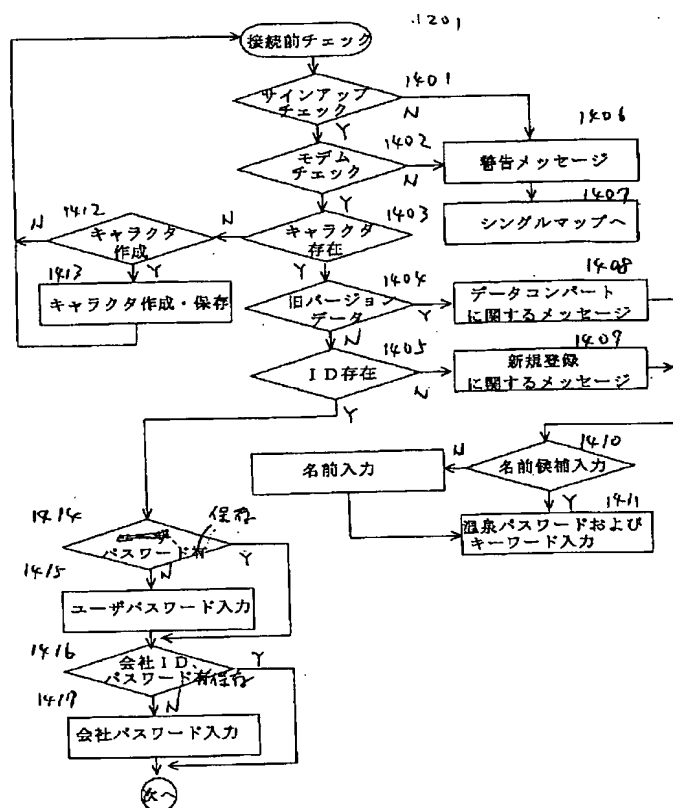 接続前チェック
1201
サインアップ
チェック
1401
N
Y
1406
警告メッセージ
モデム
チェック
1402
N
Y
1407
シングルマップへ
キャラクタ
存在
1403
N
Y
1412
キャラクタ
作成
N
Y
1413
キャラクタ作成・保存
旧バージョン
データ
1404
Y
N
1408
データコンバート
に関するメッセージ
ID存在
1405
N
Y
1409
新規登録
に関するメッセージ
1410
名前候補入力
N
Y
名前入力
1411
温泉パスワードおよび
キーワード入力
1414
保存
パスワード有
Y
N
1415
ユーザパスワード入力
1416
会社ID、
パスワード有保存
Y
N
1417
会社パスワード入力
次へ